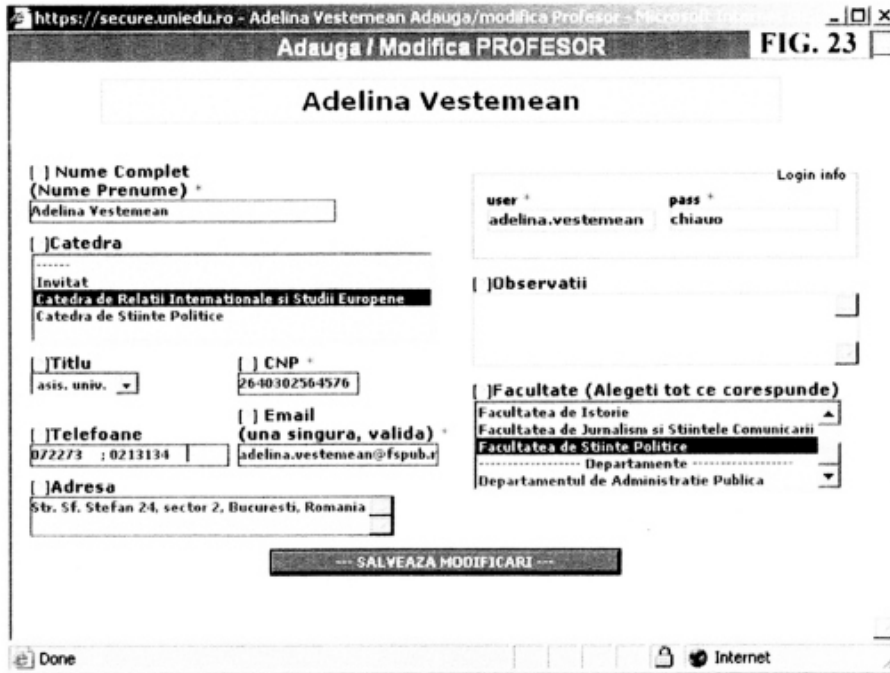 https://secure.uniedu.ro - Adelina Vestemean Adauga/modifica Profesor - Microsoft Internet
Adauga / Modifica PROFESOR
FIG. 23
Adelina Vestemean
[ ] Nume Complet
(Nume Prenume) *
Adelina Vestemean
Login info
user *
pass *
adelina.vestemean
chiauo
[ ]Catedra
------
Invitat
Catedra de Relatii Internationale si Studii Europene
Catedra de Stiinte Politice
[ ]Observatii
[ ]Titlu
asis. univ.
[ ] CNP *
2640302564576
[ ]Telefoane
072273 ; 0213134
[ ] Email
(una singura, valida) *
adelina.vestemean@fspub.r
[ ]Facultate (Alegeti tot ce corespunde)
Facultatea de Istorie
Facultatea de Jurnalism si Stiintele Comunicarii
Facultatea de Stiinte Politice
---------------- Departamente ----------------
Departamentul de Administratie Publica
[ ]Adresa
Str. Sf. Stefan 24, sector 2, Bucuresti, Romania
--- SALVEAZA MODIFICARI ---
Done
Internet